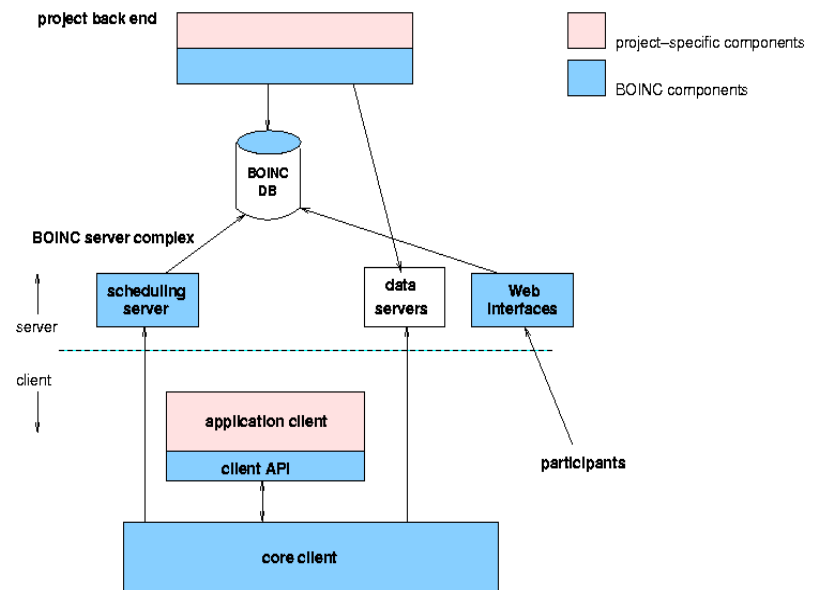 project back end
project–specific components
BOINC components
BOINC
DB
BOINC server complex
scheduling
server
data
servers
Web
interfaces
server
client
application client
client API
participants
core client